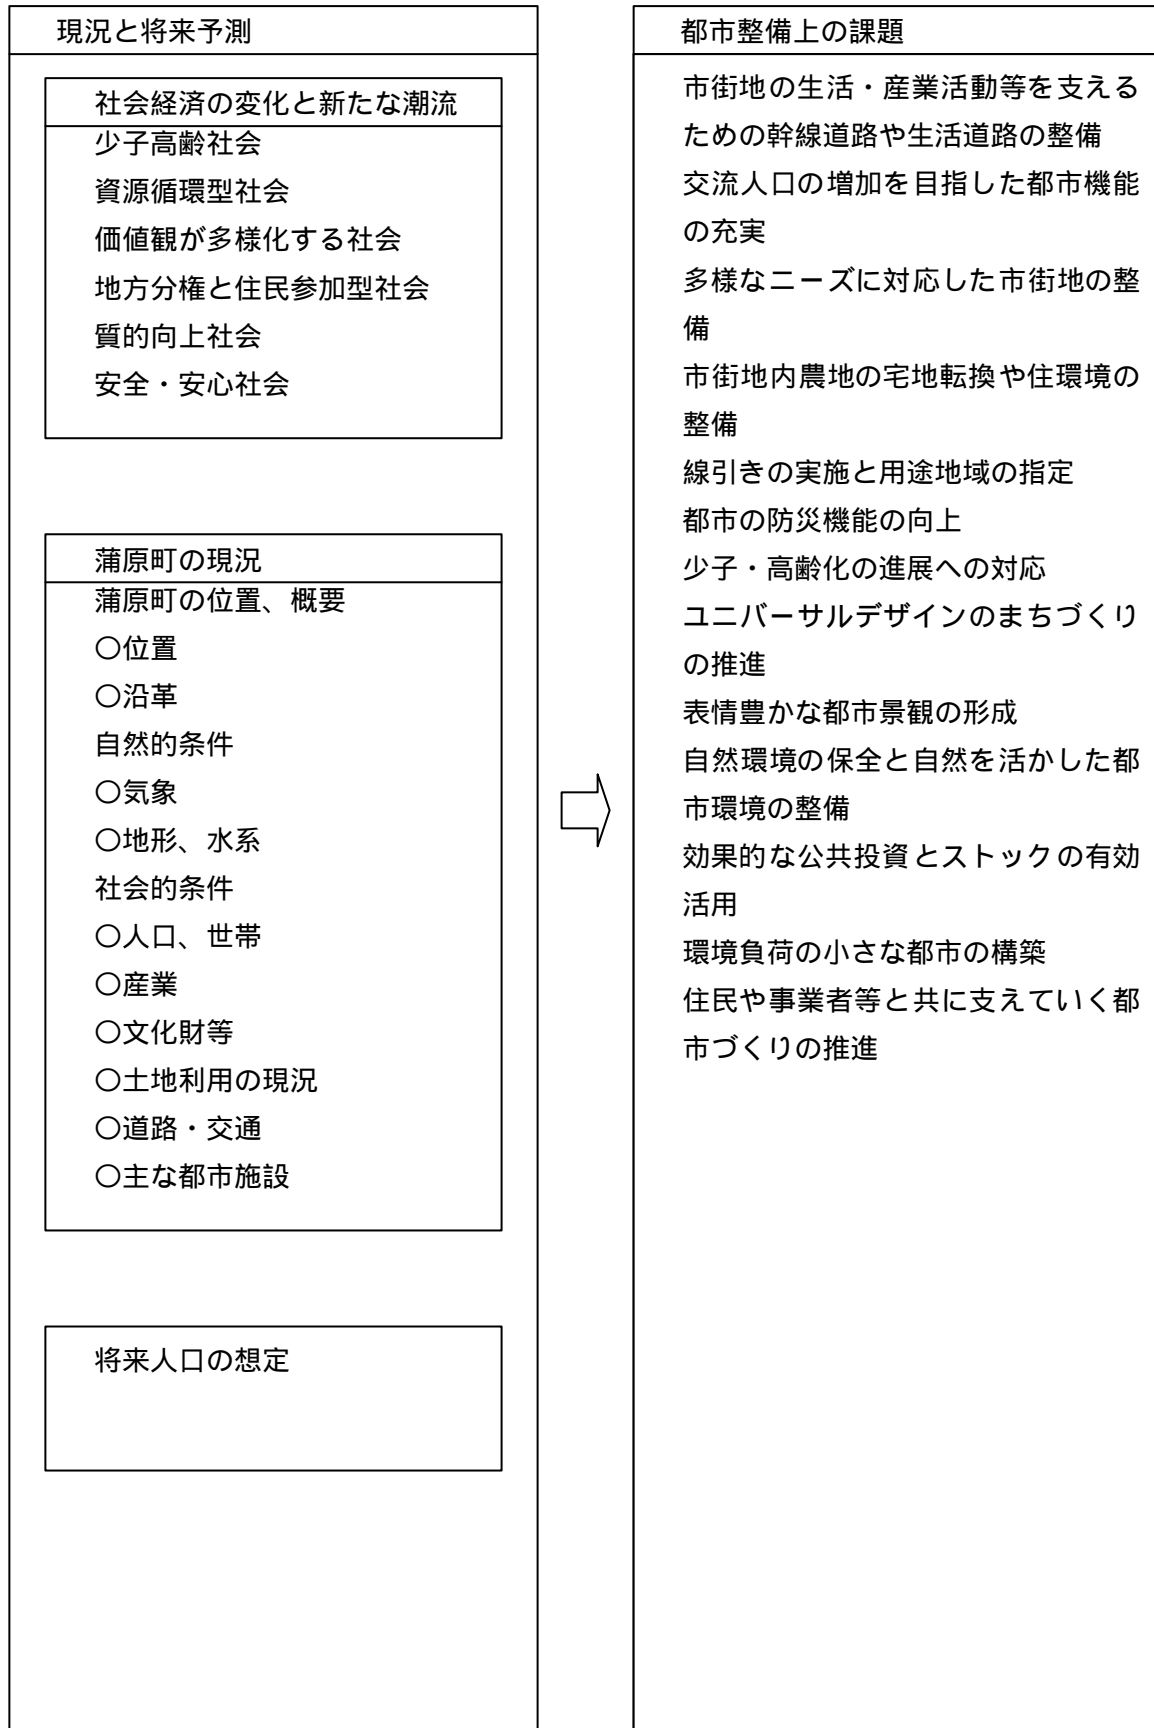 現況と将来予測
社会経済の変化と新たな潮流
少子高齢社会
資源循環型社会
価値観が多様化する社会
地方分権と住民参加型社会
質的向上社会
安全・安心社会
蒲原町の現況
蒲原町の位置、概要
○位置
○沿革
自然的条件
○気象
○地形、水系
社会的条件
○人口、世帯
○産業
○文化財等
○土地利用の現況
○道路・交通
○主な都市施設
将来人口の想定
都市整備上の課題
市街地の生活・産業活動等を支える
ための幹線道路や生活道路の整備
交流人口の増加を目指した都市機能
の充実
多様なニーズに対応した市街地の整
備
市街地内農地の宅地転換や住環境の
整備
線引きの実施と用途地域の指定
都市の防災機能の向上
少子・高齢化の進展への対応
ユニバーサルデザインのまちづくり
の推進
表情豊かな都市景観の形成
自然環境の保全と自然を活かした都
市環境の整備
効果的な公共投資とストックの有効
活用
環境負荷の小さな都市の構築
住民や事業者等と共に支えていく都
市づくりの推進